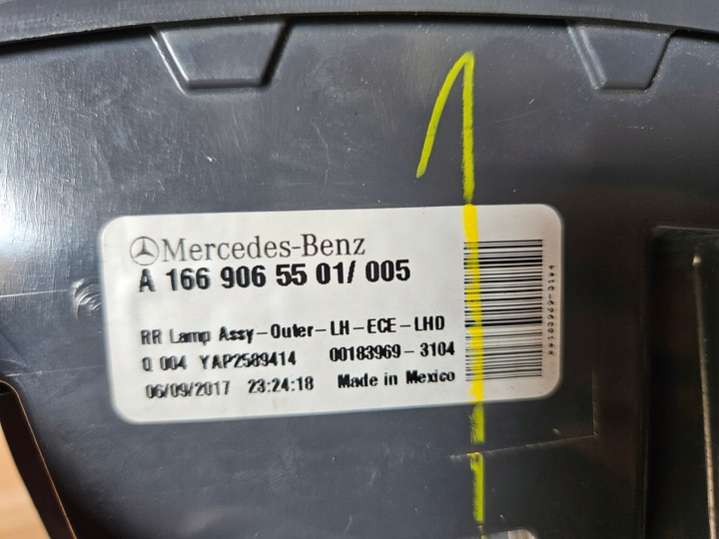 1
Mercedes-Benz
A 166 906 55 01/ 005
RR Lamp Assy-Outer-LH-ECE-LHD
Q 004 YAP2589414 00183969-3104
06/09/2017 23:24:18 Made in Mexico